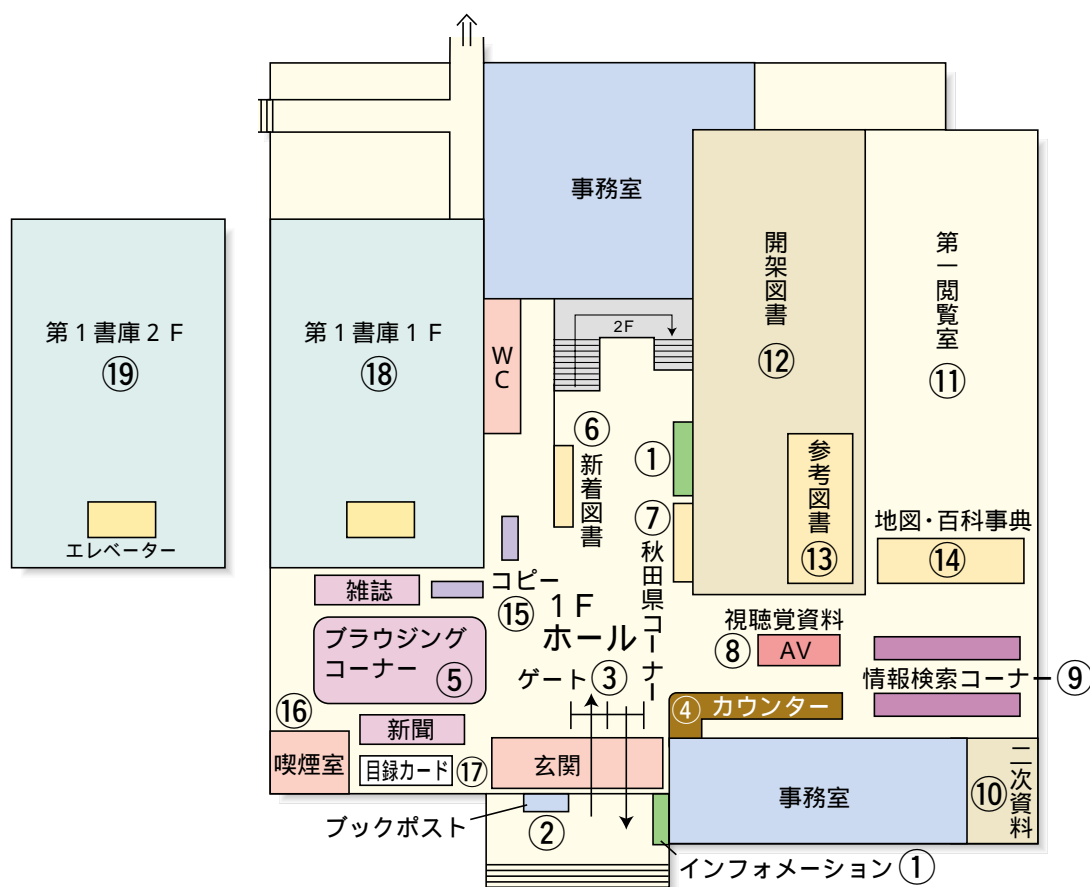 事務室
第1書庫2F
⑲
エレベーター
第1書庫1F
⑱
WC
2F
開架図書
⑫
第一閲覧室
⑪
⑥
新着図書
①
⑦
秋田県コーナー
参考図書
⑬
地図・百科事典
⑭
雑誌
コピー
⑮
1F
ホール
ブラウジング
コーナー
⑤
ゲート③
視聴覚資料
⑧
AV
情報検索コーナー⑨
④カウンター
⑯
喫煙室
新聞
目録カード
⑰
玄関
事務室
⑩
二次資料
ブックポスト
②
インフォメーション①